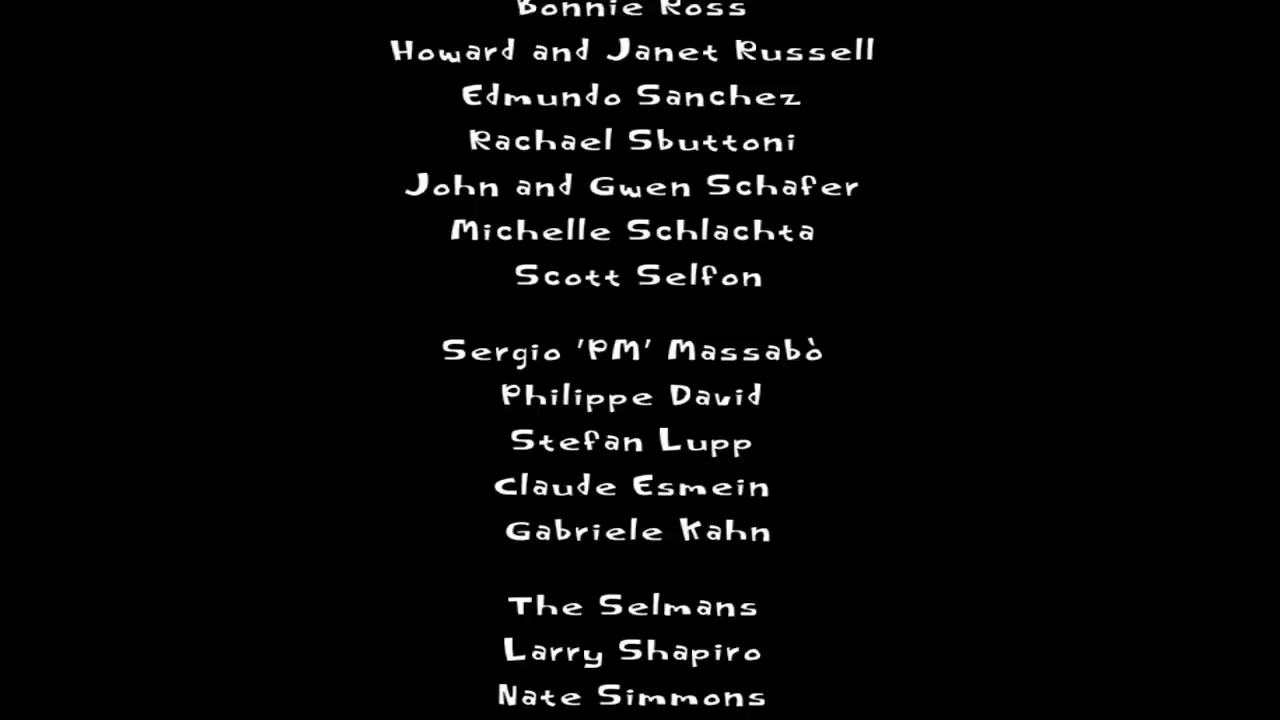 Bonnie Ross
Howard and Janet Russell
Edmundo Sanchez
Rachael Sbuttoni
John and Gwen Schafer
Michelle Schlachta
Scott Selfon
Sergio 'PM' Massabò
Philippe David
Stefan Lupp
Claude Esmein
Gabriele Kahn
The Selmans
Larry Shapiro
Nate Simmons